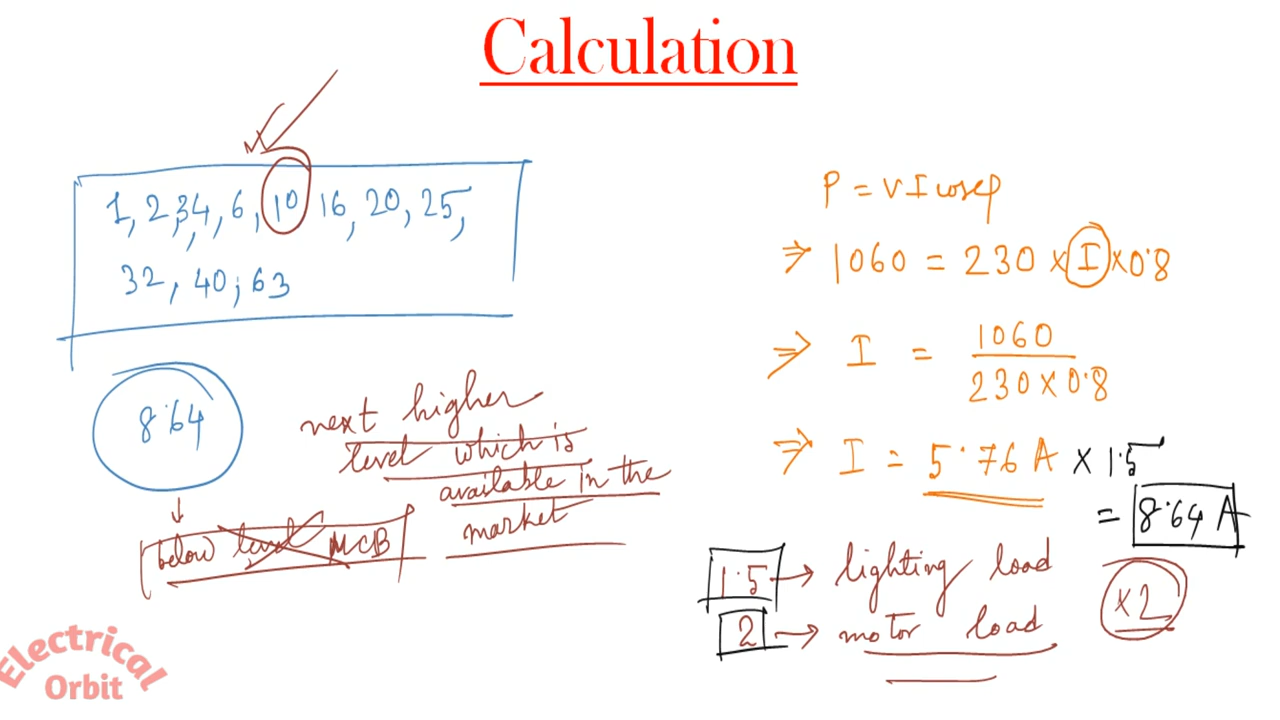 Calculation
1, 2, 3, 4, 6, 10 16, 20, 25,
32, 40, 63
8.64
next higher
level which is
available in the
market
below level MCB
P = VI cosφ
⇒ 1060 = 230 × I × 0.8
⇒ I = 1060 / 230 × 0.8
⇒ I = 5.76 A × 1.5
= 8.64 A
1.5 → lighting load
2 → motor load
×2
Electrical
Orbit